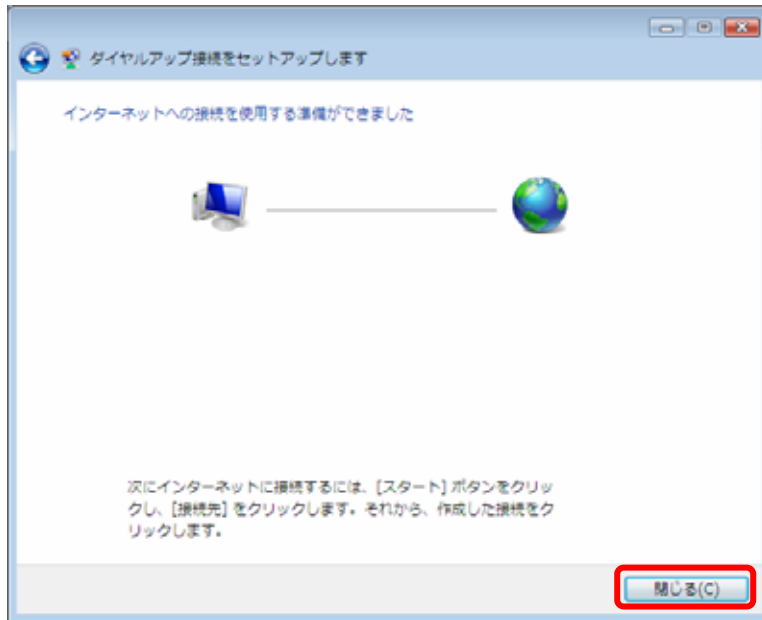 ダイヤルアップ接続をセットアップします
インターネットへの接続を使用する準備ができました
次にインターネットに接続するには、[スタート] ボタンをクリッ
クし、[接続先] をクリックします。それから、作成した接続をク
リックします。
閉じる(C)